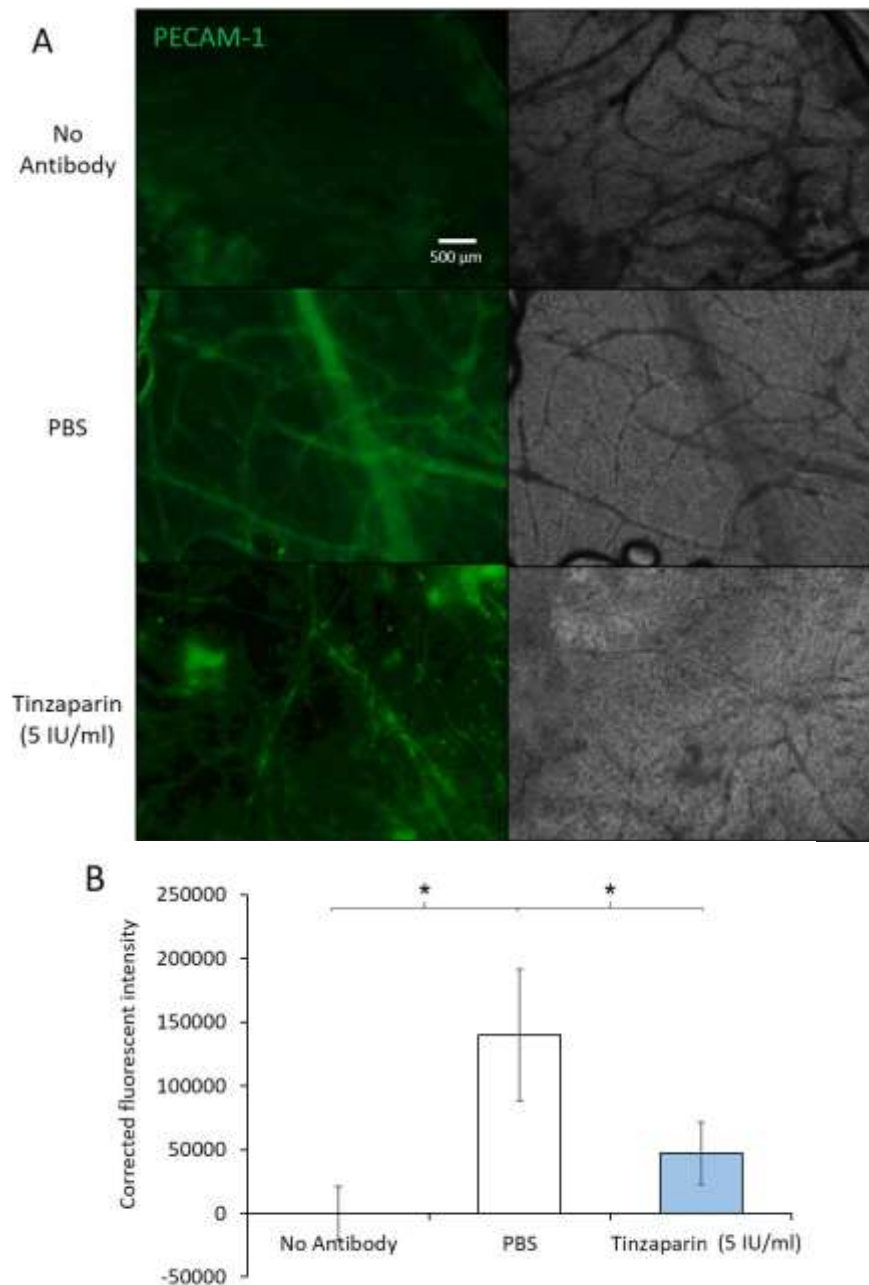 A
PECAM-1
No
Antibody
500 µm
PBS
Tinzaparin
(5 IU/ml)
B
* *
Corrected fluorescent intensity
250000
200000
150000
100000
50000
0
-50000
No Antibody PBS Tinzaparin (5 IU/ml)